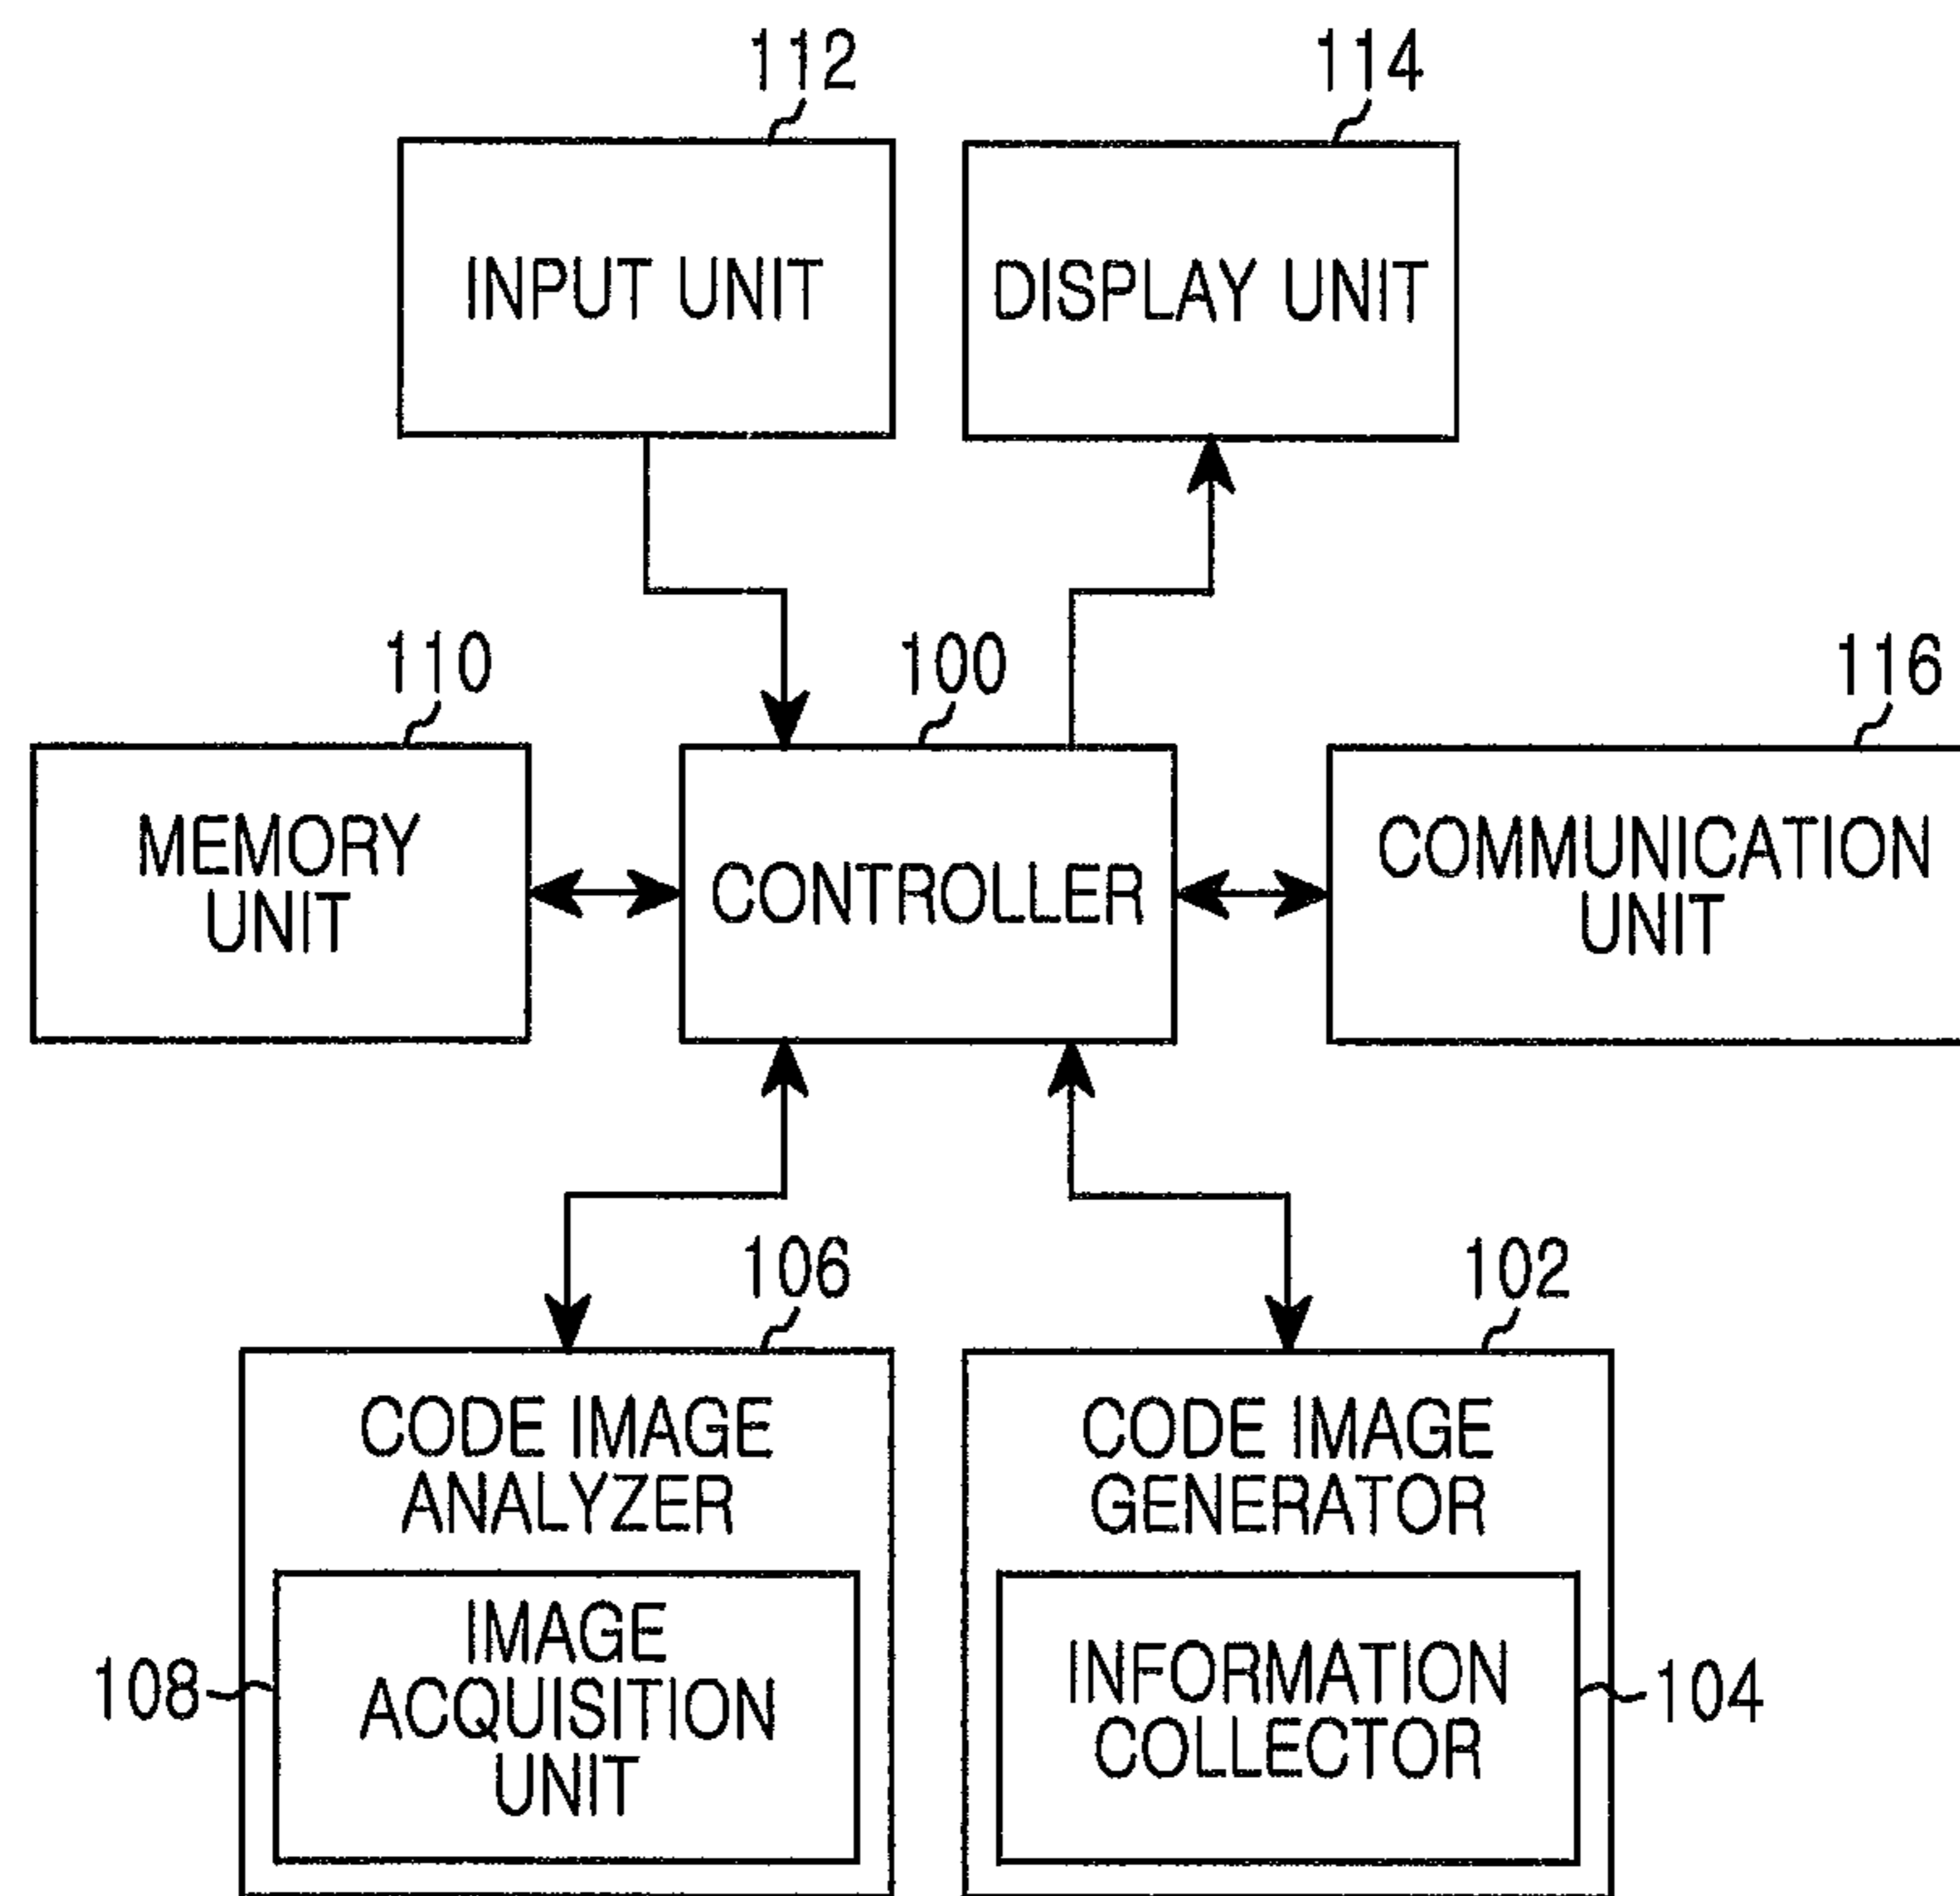 112
114
INPUT UNIT
DISPLAY UNIT
110
100
116
MEMORY
UNIT
CONTROLLER
COMMUNICATION
UNIT
106
102
CODE IMAGE
ANALYZER
CODE IMAGE
GENERATOR
108
IMAGE
ACQUISITION
UNIT
INFORMATION
COLLECTOR
104